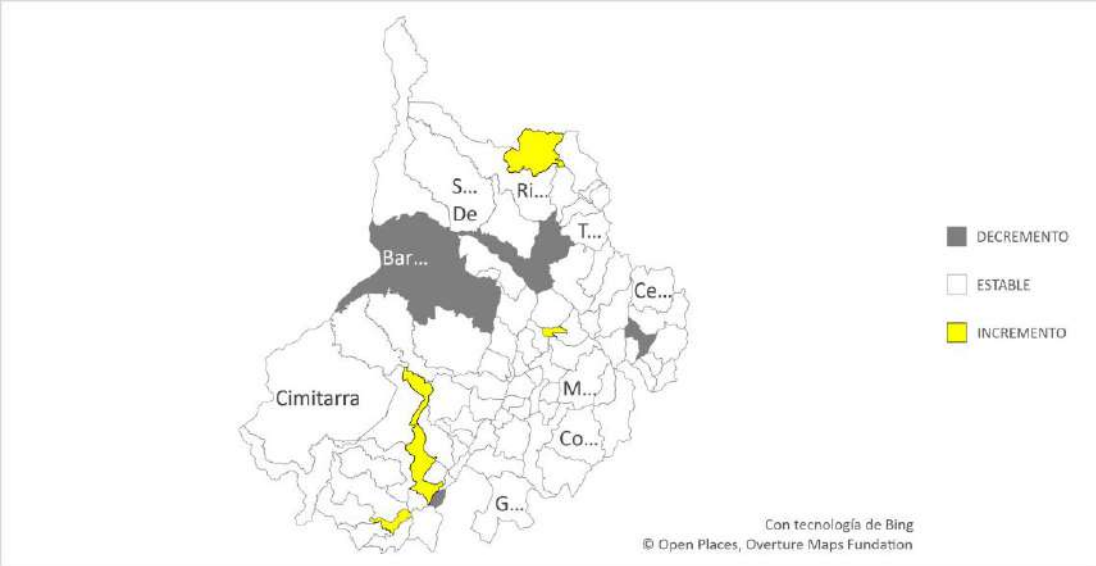 S...
De
Ri...
T...
Bar...
Ce...
Cimitarra
M...
Co...
G...
DECREMENTO
ESTABLE
INCREMENTO
Con tecnología de Bing
© Open Places, Overture Maps Fundation